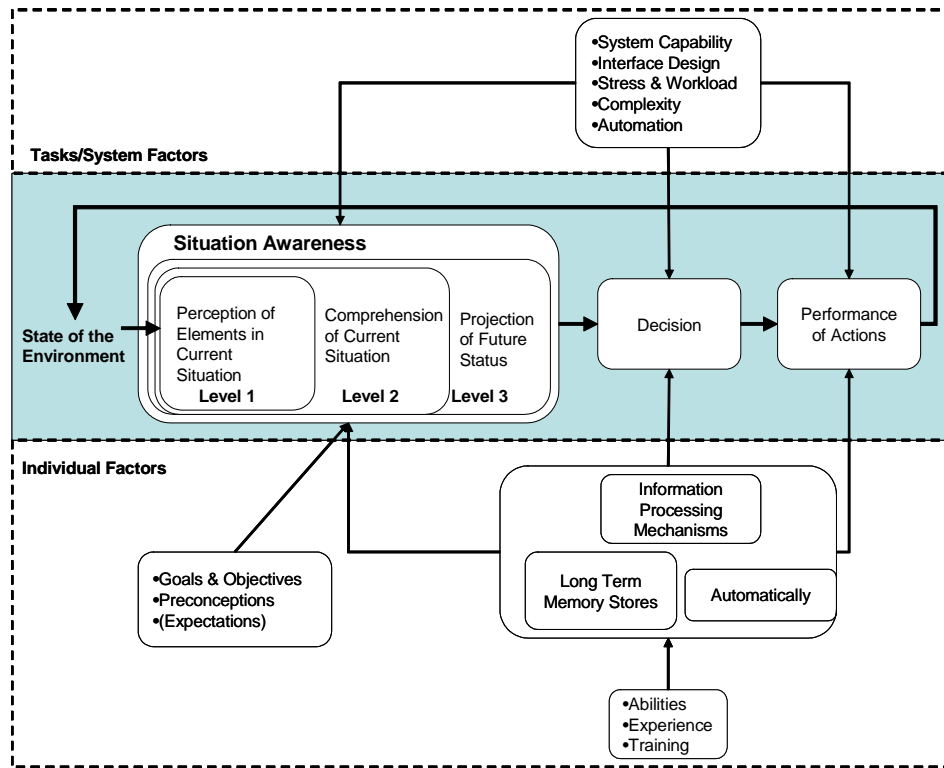 •System Capability
•Interface Design
•Stress & Workload
•Complexity
•Automation
Tasks/System Factors
Situation Awareness
State of the
Environment
Perception of
Elements in
Current
Situation
Level 1
Comprehension
of Current
Situation
Level 2
Projection
of Future
Status
Level 3
Decision
Performance
of Actions
Individual Factors
•Goals & Objectives
•Preconceptions
•(Expectations)
Information
Processing
Mechanisms
Long Term
Memory Stores
Automatically
•Abilities
•Experience
•Training